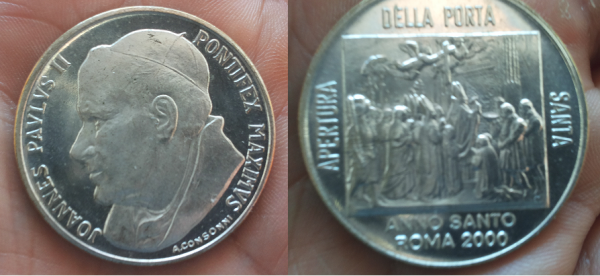 JOANNES PAVLVS II PONTIFEX MAXIMVS
A.CONSONNI
APERTURA DELLA PORTA SANTA
ANNO SANTO
ROMA 2000